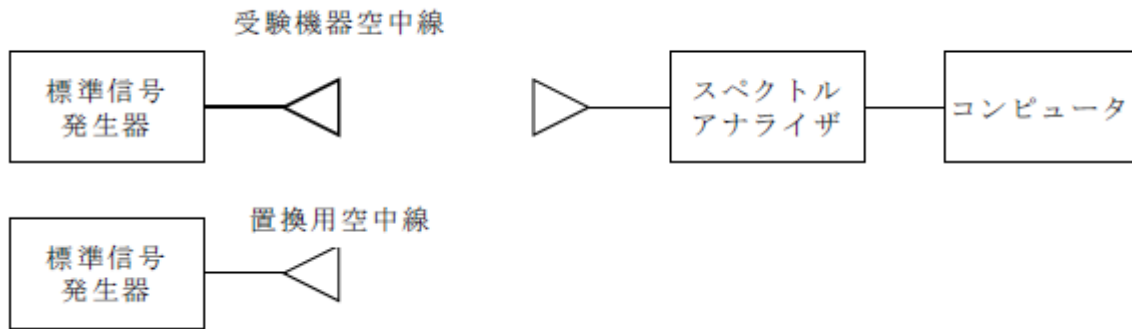 受験機器空中線
標準信号
発生器
スペクトル
アナライザ
コンピュータ
置換用空中線
標準信号
発生器